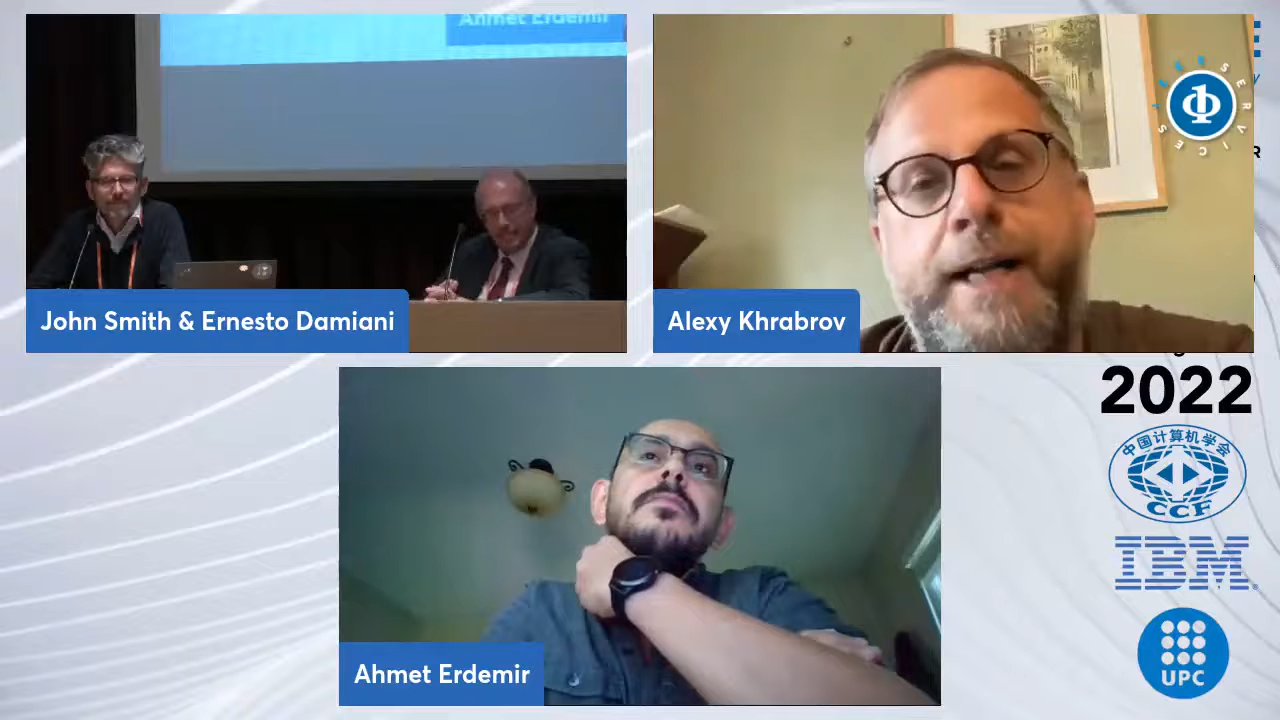 Ahmet Erdemir
John Smith & Ernesto Damiani
SERVICES
R
Alexy Khrabrov
2022
中国计算机学会
CCF
IBM
Ahmet Erdemir
UPC